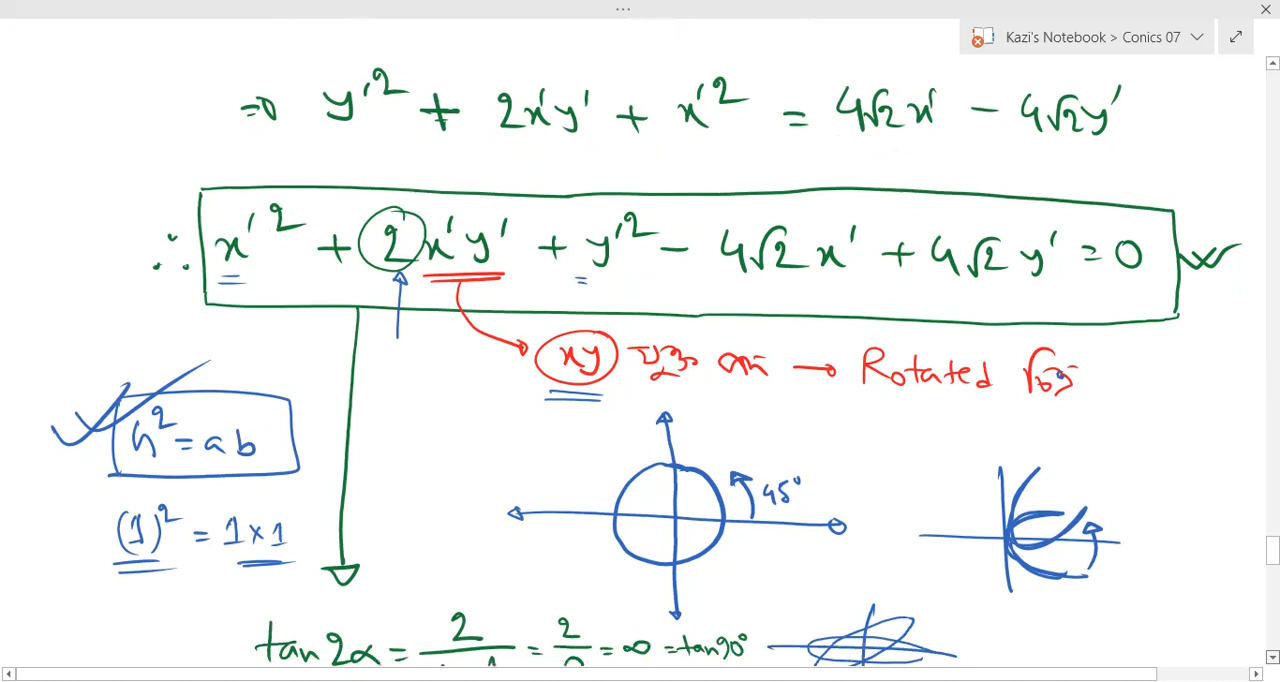 Kazi's Notebook > Conics 07
⇒ y'² + 2x'y' + x'² = 4√2x' − 4√2y'
∴ x'² + 2x'y' + y'² − 4√2x' + 4√2y' = 0
xy → Rotated
h² = ab
(1)² = 1×1
45°
tan2α = 2 = 2 = ∞ = tan90°